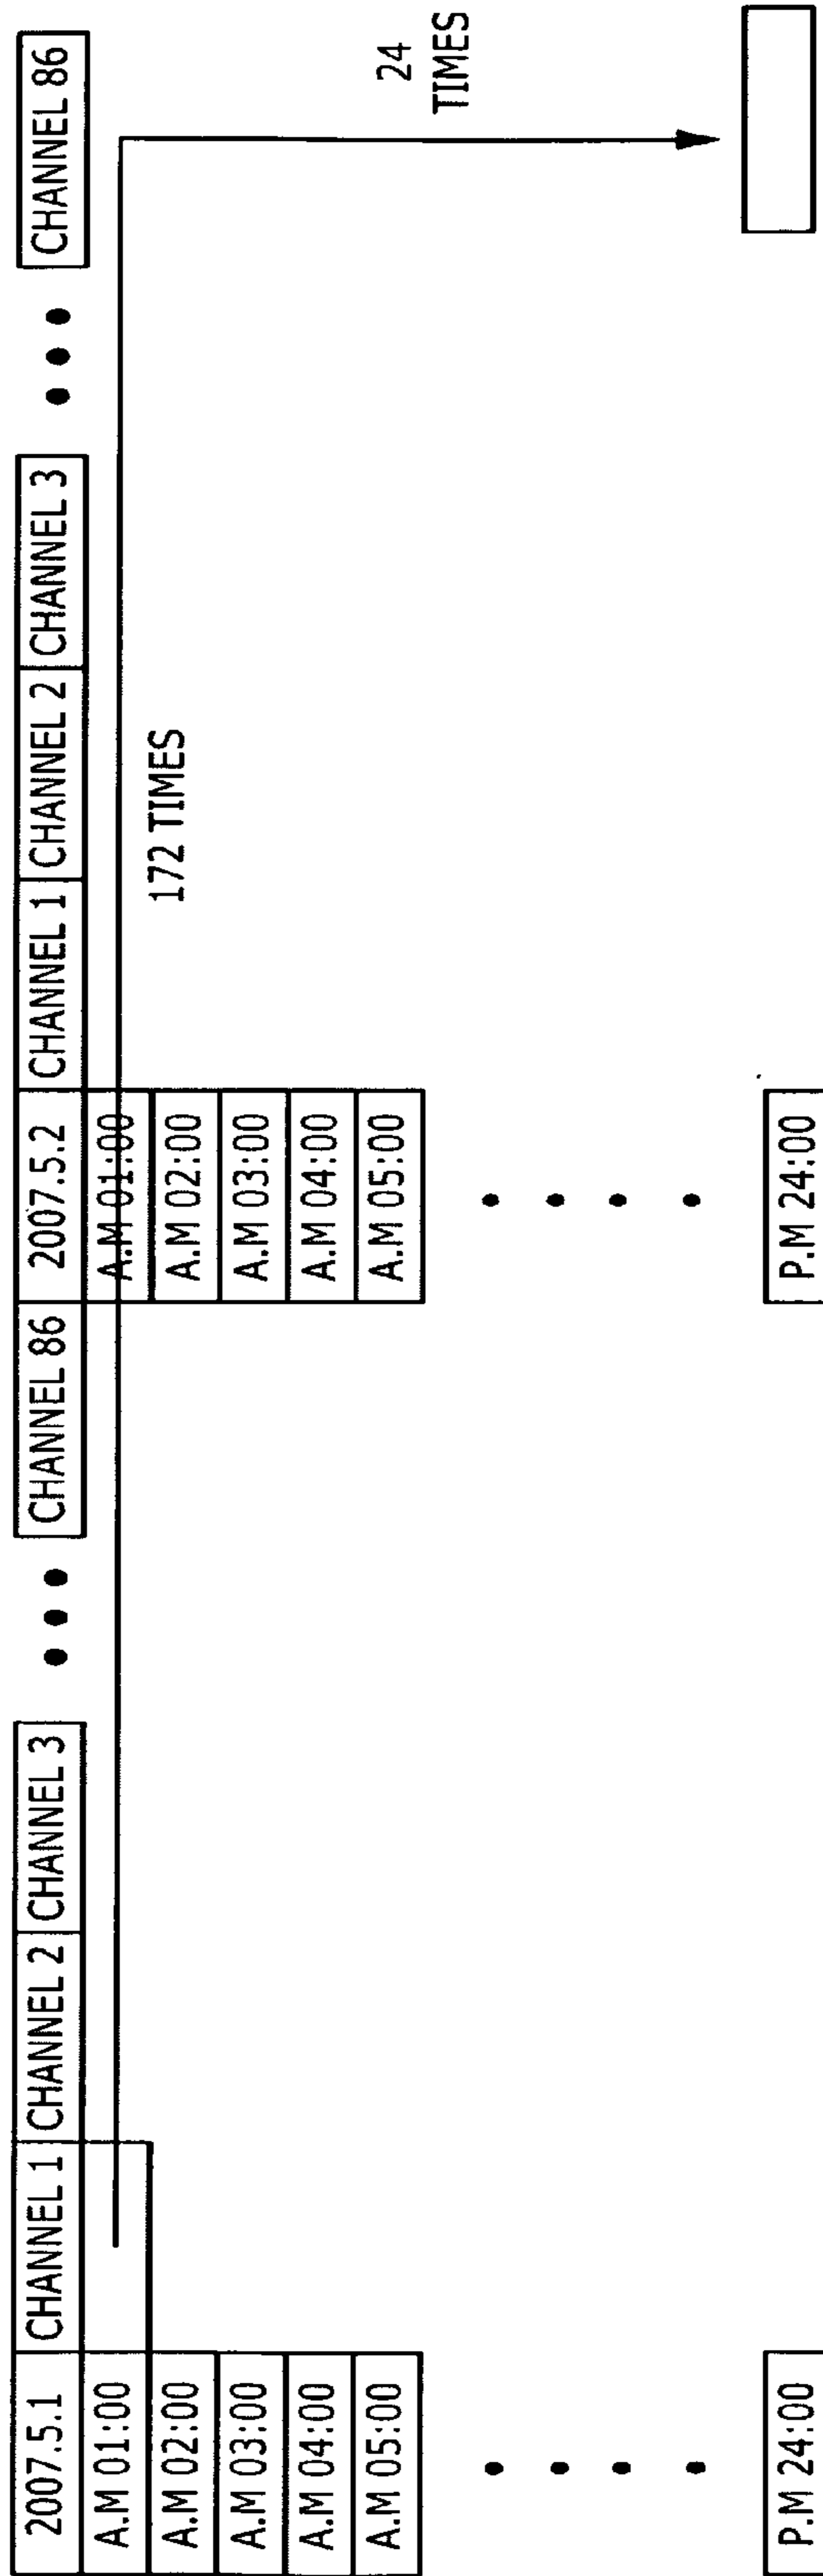 2007.5.1 CHANNEL 1 CHANNEL 2 CHANNEL 3 CHANNEL 86 2007.5.2 CHANNEL 1 CHANNEL 2 CHANNEL 3 CHANNEL 86
A.M 01:00 A.M 01:00
172 TIMES
A.M 02:00 A.M 02:00
A.M 03:00 A.M 03:00
A.M 04:00 A.M 04:00
A.M 05:00 A.M 05:00
24
TIMES
P.M 24:00 P.M 24:00